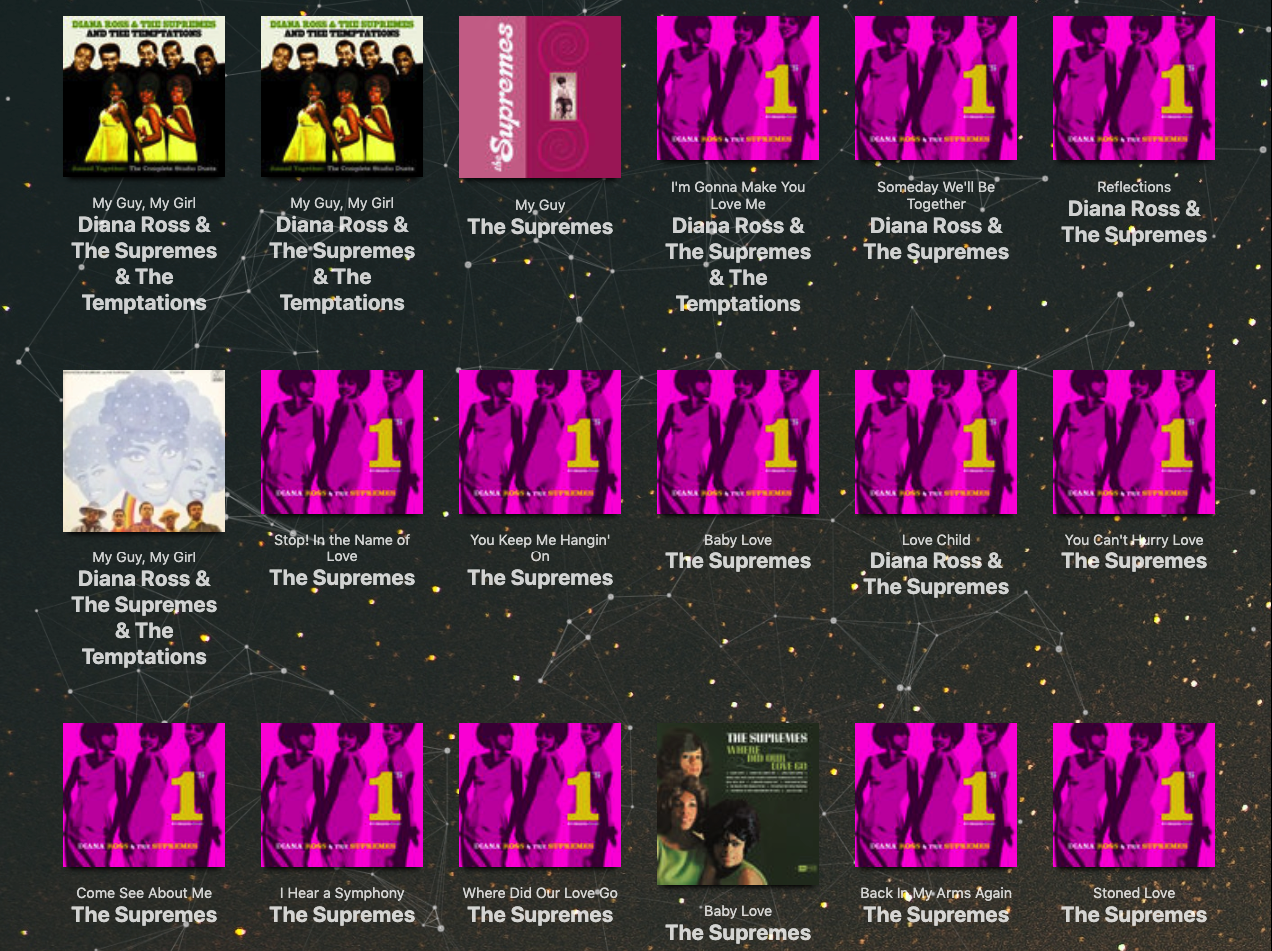 DIANA ROSS & THE SUPREMES
AND THE TEMPTATIONS
Joined Together: The Complete Studio Duets
My Guy, My Girl
Diana Ross &
The Supremes
& The
Temptations
DIANA ROSS & THE SUPREMES
AND THE TEMPTATIONS
Joined Together: The Complete Studio Duets
My Guy, My Girl
Diana Ross &
The Supremes
& The
Temptations
the Supremes
My Guy
The Supremes
1's
DIANA ROSS & THE SUPREMES
I'm Gonna Make You
Love Me
Diana Ross &
The Supremes
& The
Temptations
1's
DIANA ROSS & THE SUPREMES
Someday We'll Be
Together
Diana Ross &
The Supremes
1's
DIANA ROSS & THE SUPREMES
Reflections
Diana Ross &
The Supremes
My Guy, My Girl
Diana Ross &
The Supremes
& The
Temptations
1's
DIANA ROSS & THE SUPREMES
Stop! In the Name of
Love
The Supremes
1's
DIANA ROSS & THE SUPREMES
You Keep Me Hangin'
On
The Supremes
1's
DIANA ROSS & THE SUPREMES
Baby Love
The Supremes
1's
DIANA ROSS & THE SUPREMES
Love Child
Diana Ross &
The Supremes
1's
DIANA ROSS & THE SUPREMES
You Can't Hurry Love
The Supremes
1's
DIANA ROSS & THE SUPREMES
Come See About Me
The Supremes
1's
DIANA ROSS & THE SUPREMES
I Hear a Symphony
The Supremes
1's
DIANA ROSS & THE SUPREMES
Where Did Our Love Go
The Supremes
THE SUPREMES
WHERE
DID OUR
LOVE GO
Baby Love
The Supremes
1's
DIANA ROSS & THE SUPREMES
Back In My Arms Again
The Supremes
1's
DIANA ROSS & THE SUPREMES
Stoned Love
The Supremes